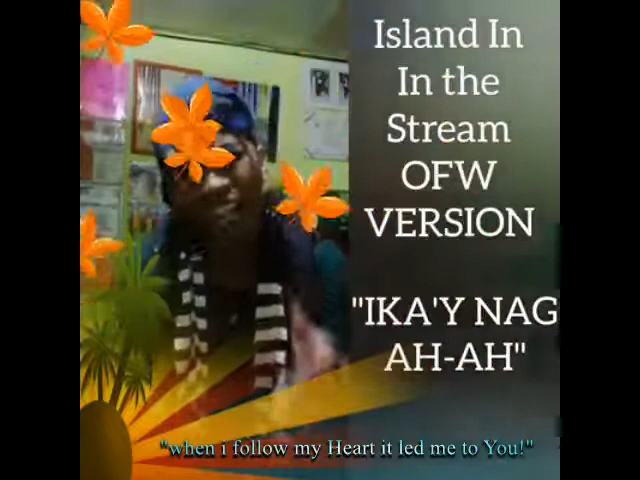 Island In
In the
Stream
OFW
VERSION
"IKA'Y NAG
AH-AH"
"when i follow my Heart it led me to You!"